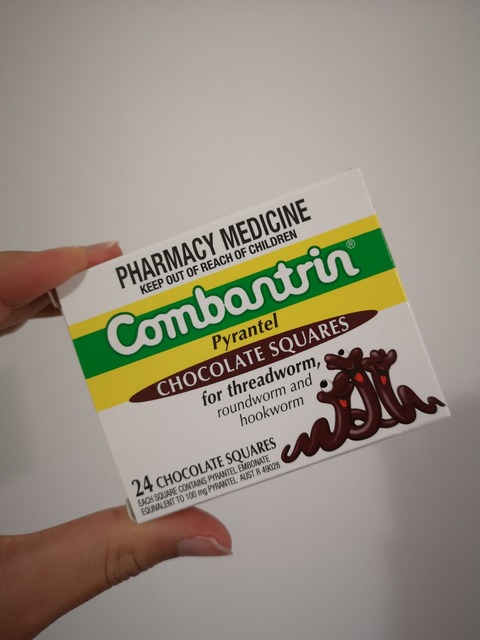 PHARMACY MEDICINE
KEEP OUT OF REACH OF CHILDREN
Combantrin®
Pyrantel
CHOCOLATE SQUARES
for threadworm,
roundworm and
hookworm
24 CHOCOLATE SQUARES
EACH SQUARE CONTAINS PYRANTEL EMBONATE
EQUIVALENT TO 100 mg PYRANTEL. AUST R 49028